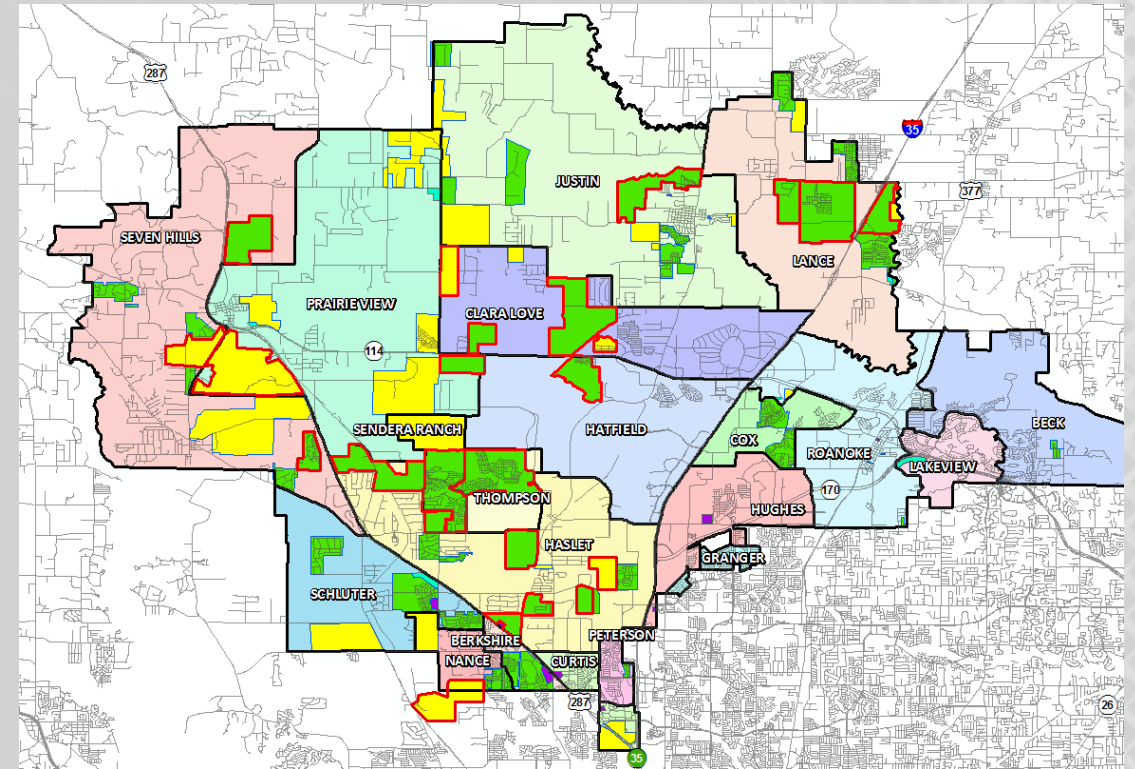 287
35
JUSTIN
377
SEVEN HILLS
LANCE
PRAIRIE VIEW
CLARA LOVE
114
SENDERA RANCH
HATFIELD
BECK
COX
ROANOKE
LAKEVIEW
THOMPSON
170
HUGHES
HASLET
GRANGER
SCHLUTER
PETERSON
BERKSHIRE
NANCE
CURTIS
287
26
35